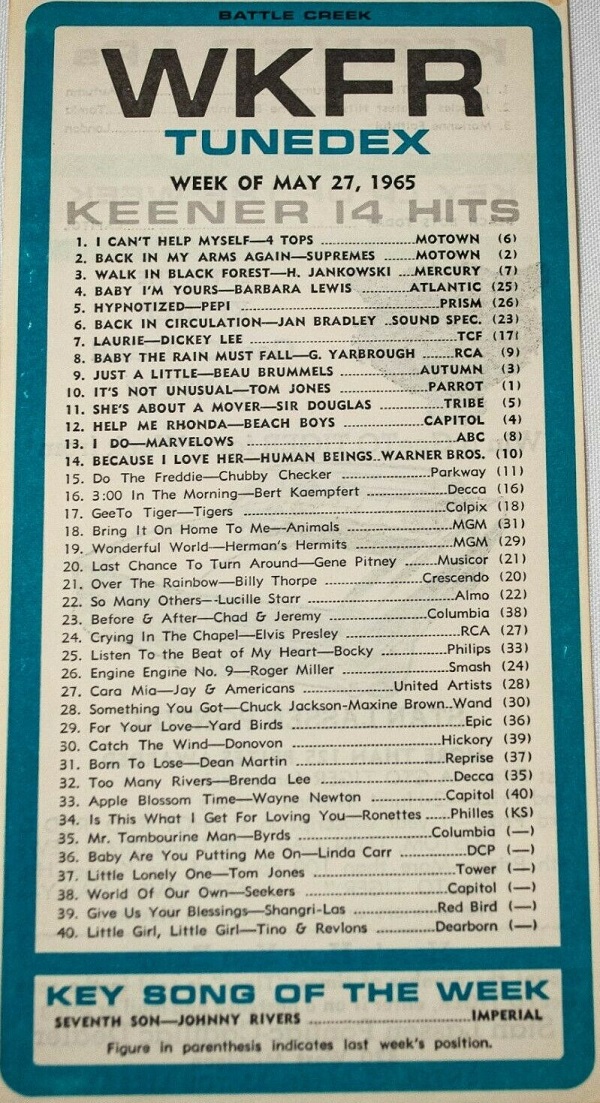 BATTLE CREEK
WKFR
TUNEDEX
WEEK OF MAY 27, 1965
KEENER 14 HITS
1. I CAN'T HELP MYSELF—4 TOPS ........................MOTOWN (6)
2. BACK IN MY ARMS AGAIN—SUPREMES ..........MOTOWN (2)
3. WALK IN BLACK FOREST—H. JANKOWSKI ....MERCURY (7)
4. BABY I'M YOURS—BARBARA LEWIS ................ATLANTIC (25)
5. HYPNOTIZED—PEPI ................................................PRISM (26)
6. BACK IN CIRCULATION—JAN BRADLEY ..SOUND SPEC. (23)
7. LAURIE—DICKEY LEE .................................................TCF (17(
8. BABY THE RAIN MUST FALL—G. YARBROUGH ........RCA (9)
9. JUST A LITTLE—BEAU BRUMMELS ....................AUTUMN (3)
10. IT'S NOT UNUSUAL—TOM JONES ......................PARROT (1)
11. SHE'S ABOUT A MOVER—SIR DOUGLAS ................TRIBE (5)
12. HELP ME RHONDA—BEACH BOYS ....................CAPITOL (4)
13. I DO—MARVELOWS ................................................ABC (8)
14. BECAUSE I LOVE HER—HUMAN BEINGS..WARNER BROS. (10)
15. Do The Freddie—Chubby Checker ......................Parkway (11)
16. 3:00 In The Morning—Bert Kaempfert ..................Decca (16)
17. GeeTo Tiger—Tigers ..............................................Colpix (18)
18. Bring It On Home To Me—Animals ........................MGM (31)
19. Wonderful World—Herman's Hermits ......................MGM (29)
20. Last Chance To Turn Around—Gene Pitney ........Musicor (21)
21. Over The Rainbow—Billy Thorpe ......................Crescendo (20)
22. So Many Others--Lucille Starr ................................Almo (22)
23. Before & After—Chad & Jeremy ......................Columbia (38)
24. Crying In The Chapel—Elvis Presley ........................RCA (27)
25. Listen To the Beat of My Heart—Bocky ..............Philips (33)
26. Engine Engine No. 9—Roger Miller ......................Smash (24)
27. Cara Mia—Jay & Americans ..................United Artists (28)
28. Something You Got—Chuck Jackson-Maxine Brown..Wand (30)
29. For Your Love—Yard Birds ......................................Epic (36)
30. Catch The Wind—Donovon ................................Hickory (39)
31. Born To Lose—Dean Martin ................................Reprise (37)
32. Too Many Rivers—Brenda Lee ..............................Decca (35)
33. Apple Blossom Time—Wayne Newton ................Capitol (40)
34. Is This What I Get For Loving You—Ronettes .....Philles (KS)
35. Mr. Tambourine Man—Byrds ..........................Columbia (—)
36. Baby Are You Putting Me On—Linda Carr ..............DCP (—)
37. Little Lonely One—Tom Jones ..............................Tower (—)
38. World Of Our Own—Seekers ..............................Capitol (—)
39. Give Us Your Blessings—Shangri-Las ..................Red Bird (—)
40. Little Girl, Little Girl—Tino & Revlons ..............Dearborn (—)
KEY SONG OF THE WEEK
SEVENTH SON—JOHNNY RIVERS ..............................IMPERIAL
Figure in parenthesis indicates last week's position.